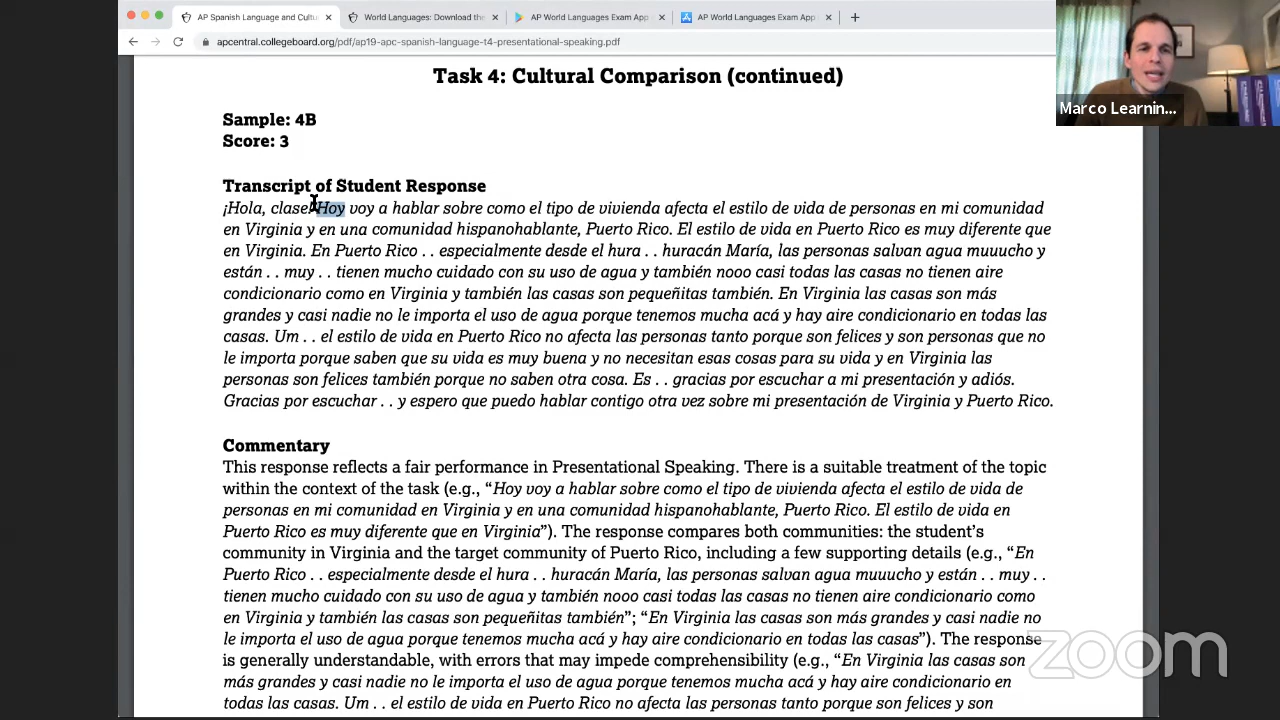 AP Spanish Language and Cultu
World Languages: Download the
AP World Languages Exam App
AP World Languages Exam App
apcentral.collegeboard.org/pdf/ap19-apc-spanish-language-t4-presentational-speaking.pdf
Marco Learnin...
Task 4: Cultural Comparison (continued)
Sample: 4B
Score: 3
Transcript of Student Response
¡Hola, clase! Hoy voy a hablar sobre como el tipo de vivienda afecta el estilo de vida de personas en mi comunidad
en Virginia y en una comunidad hispanohablante, Puerto Rico. El estilo de vida en Puerto Rico es muy diferente que
en Virginia. En Puerto Rico . . especialmente desde el hura . . huracán María, las personas salvan agua muuucho y
están . . muy . . tienen mucho cuidado con su uso de agua y también nooo casi todas las casas no tienen aire
condicionario como en Virginia y también las casas son pequeñitas también. En Virginia las casas son más
grandes y casi nadie no le importa el uso de agua porque tenemos mucha acá y hay aire condicionario en todas las
casas. Um . . el estilo de vida en Puerto Rico no afecta las personas tanto porque son felices y son personas que no
le importa porque saben que su vida es muy buena y no necesitan esas cosas para su vida y en Virginia las
personas son felices también porque no saben otra cosa. Es . . gracias por escuchar a mi presentación y adiós.
Gracias por escuchar . . y espero que puedo hablar contigo otra vez sobre mi presentación de Virginia y Puerto Rico.
Commentary
This response reflects a fair performance in Presentational Speaking. There is a suitable treatment of the topic
within the context of the task (e.g., “Hoy voy a hablar sobre como el tipo de vivienda afecta el estilo de vida de
personas en mi comunidad en Virginia y en una comunidad hispanohablante, Puerto Rico. El estilo de vida en
Puerto Rico es muy diferente que en Virginia”). The response compares both communities: the student’s
community in Virginia and the target community of Puerto Rico, including a few supporting details (e.g., “En
Puerto Rico . . especialmente desde el hura . . huracán María, las personas salvan agua muuucho y están . . muy . .
tienen mucho cuidado con su uso de agua y también nooo casi todas las casas no tienen aire condicionario como
en Virginia y también las casas son pequeñitas también”; “En Virginia las casas son más grandes y casi nadie no
le importa el uso de agua porque tenemos mucha acá y hay aire condicionario en todas las casas”). The response
is generally understandable, with errors that may impede comprehensibility (e.g., “En Virginia las casas son
más grandes y casi nadie no le importa el uso de agua porque tenemos mucha acá y hay aire condicionario en
todas las casas. Um . . el estilo de vida en Puerto Rico no afecta las personas tanto porque son felices y son
zoom